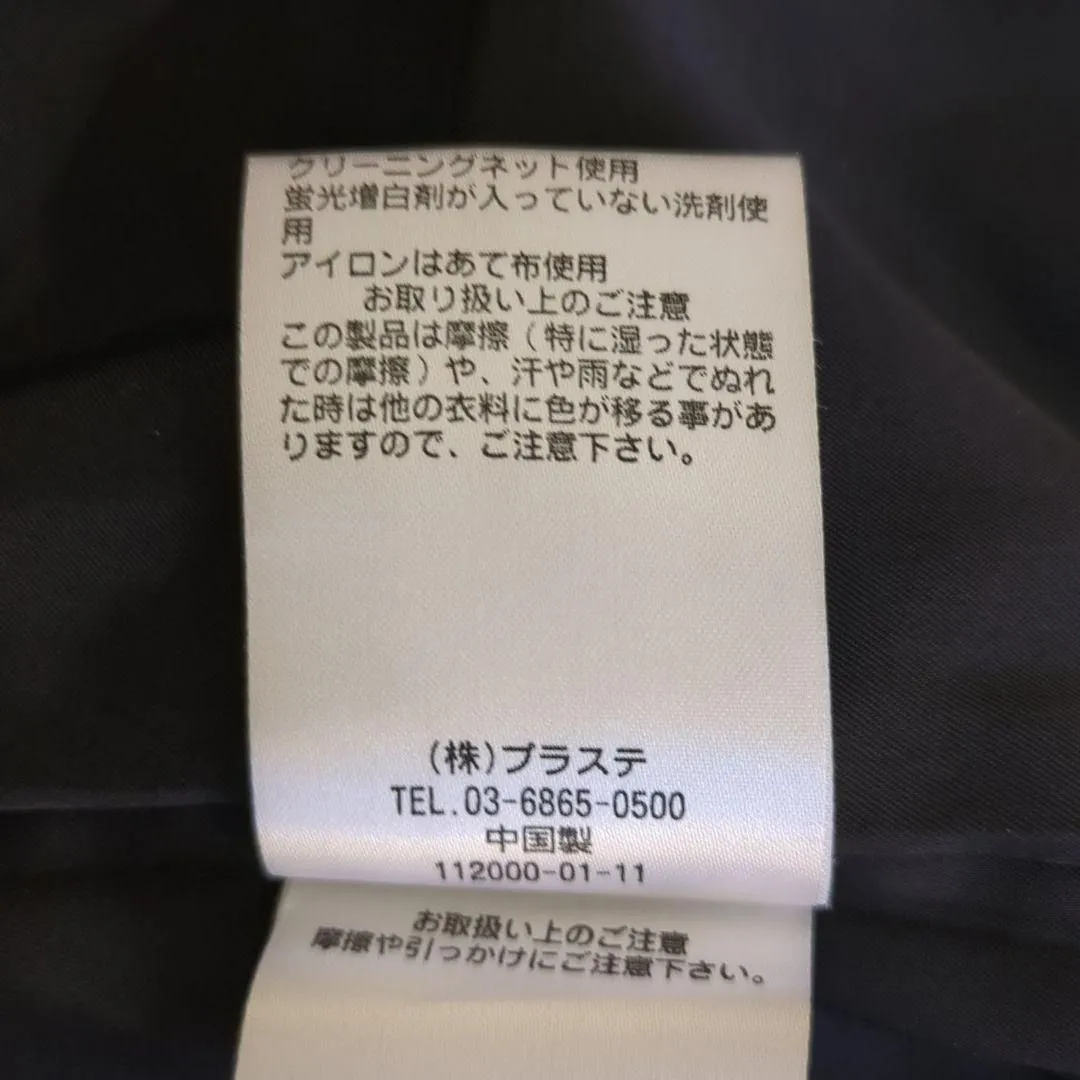 クリーニングネット使用
蛍光増白剤が入っていない洗剤使
用
アイロンはあて布使用
お取り扱い上のご注意
この製品は摩擦(特に湿った状態
での摩擦)や、汗や雨などでぬれ
た時は他の衣料に色が移る事があ
りますので、ご注意下さい。
(株)プラステ
TEL.03-6865-0500
中国製
112000-01-11
お取扱い上のご注意
摩擦や引っかけにご注意下さい。